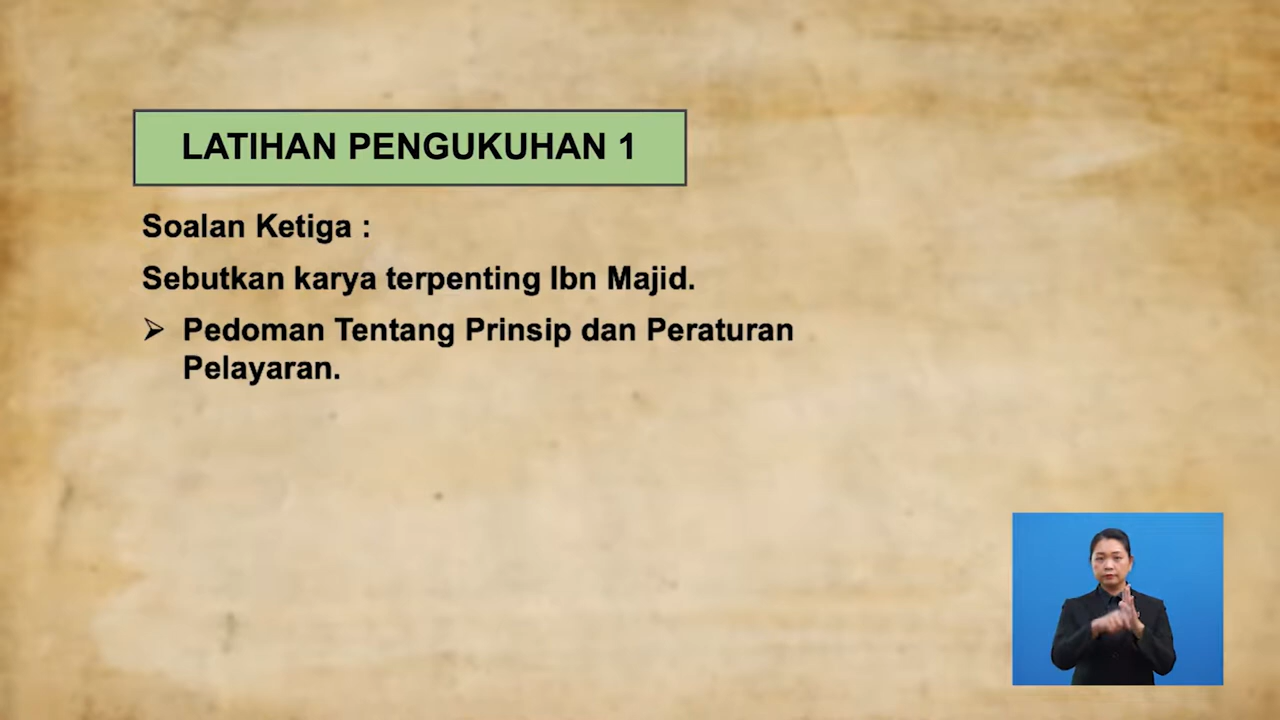 LATIHAN PENGUKUHAN 1
Soalan Ketiga :
Sebutkan karya terpenting Ibn Majid.
➢ Pedoman Tentang Prinsip dan Peraturan
Pelayaran.